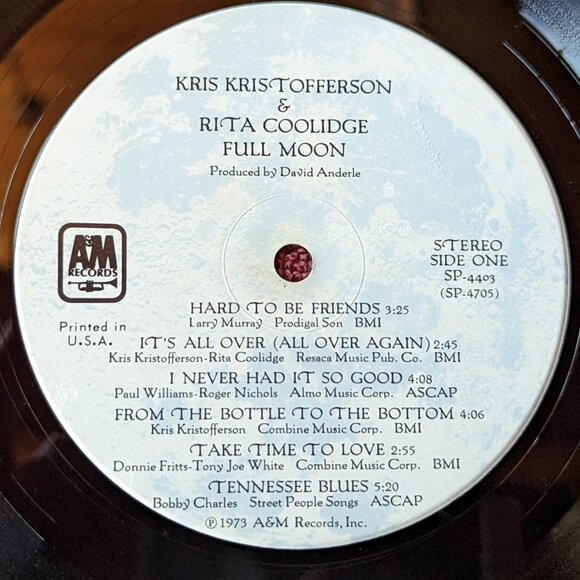 KRIS KRISTOFFERSON
&
RITA COOLIDGE
FULL MOON
Produced by David Anderle
A&M
RECORDS
STEREO
SIDE ONE
SP-4403
(SP-4705)
Printed in
U.S.A.
HARD TO BE FRIENDS 3:25
Larry Murray Prodigal Son BMI
IT'S ALL OVER (ALL OVER AGAIN) 2:45
Kris Kristofferson-Rita Coolidge Resaca Music Pub. Co. BMI
I NEVER HAD IT SO GOOD 4:08
Paul Williams-Roger Nichols Almo Music Corp. ASCAP
FROM THE BOTTLE TO THE BOTTOM 4:06
Kris Kristofferson Combine Music Corp. BMI
TAKE TIME TO LOVE 2:55
Donnie Fritts-Tony Joe White Combine Music Corp. BMI
TENNESSEE BLUES 5:20
Bobby Charles Street People Songs ASCAP
℗ 1973 A&M Records, Inc.